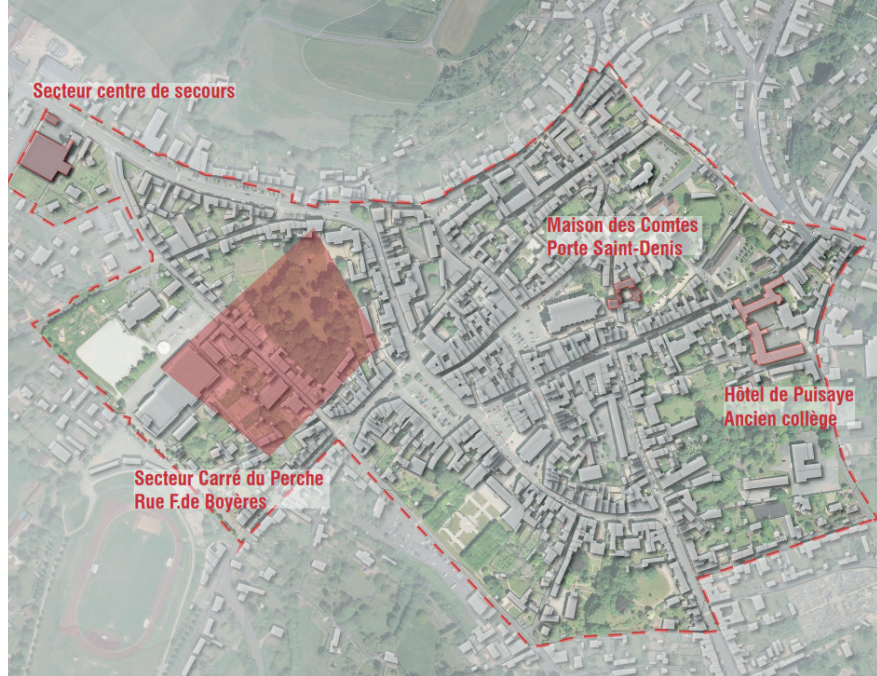 Secteur centre de secours
Maison des Comtes
Porte Saint-Denis
Hôtel de Puisaye
Ancien collège
Secteur Carré du Perche
Rue F.de Boyères